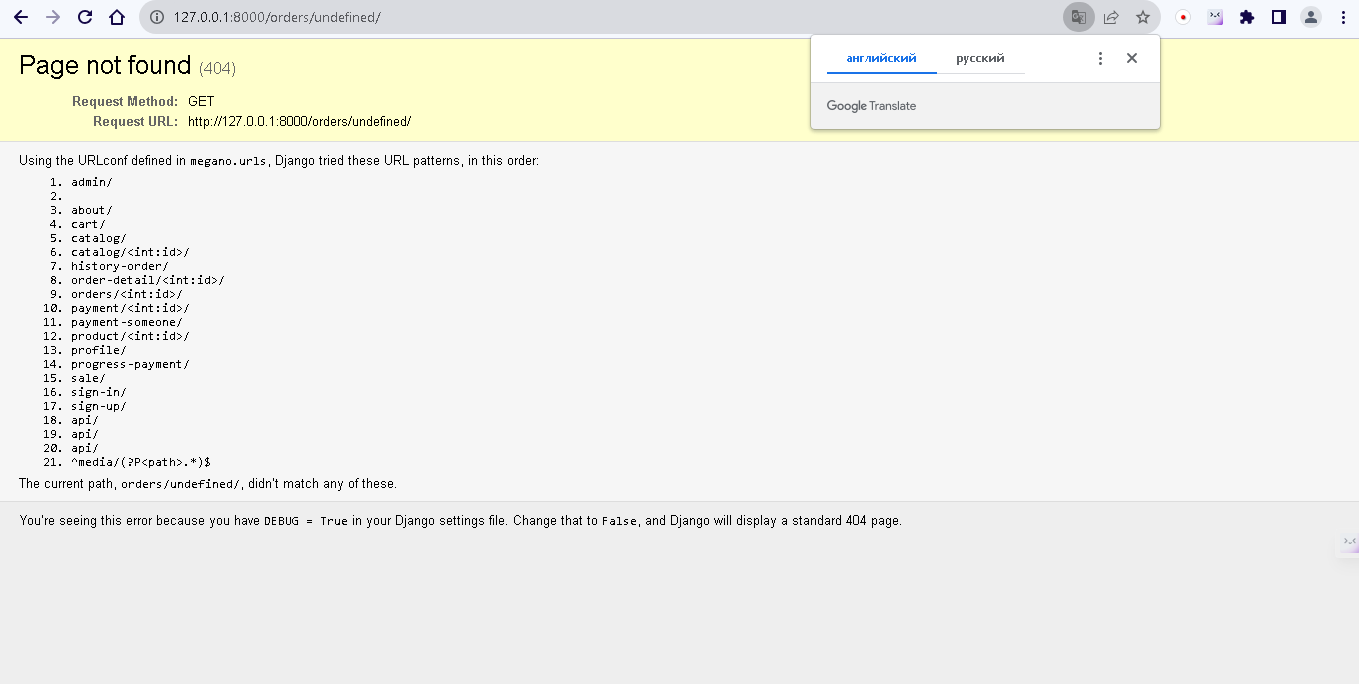 127.0.0.1:8000/orders/undefined/
английский русский
Google Translate
Page not found (404)
Request Method: GET
Request URL: http://127.0.0.1:8000/orders/undefined/
Using the URLconf defined in megano.urls, Django tried these URL patterns, in this order:
1. admin/
2.
3. about/
4. cart/
5. catalog/
6. catalog/<int:id>/
7. history-order/
8. order-detail/<int:id>/
9. orders/<int:id>/
10. payment/<int:id>/
11. payment-someone/
12. product/<int:id>/
13. profile/
14. progress-payment/
15. sale/
16. sign-in/
17. sign-up/
18. api/
19. api/
20. api/
21. ^media/(?P<path>.*)$
The current path, orders/undefined/, didn't match any of these.
You're seeing this error because you have DEBUG = True in your Django settings file. Change that to False, and Django will display a standard 404 page.